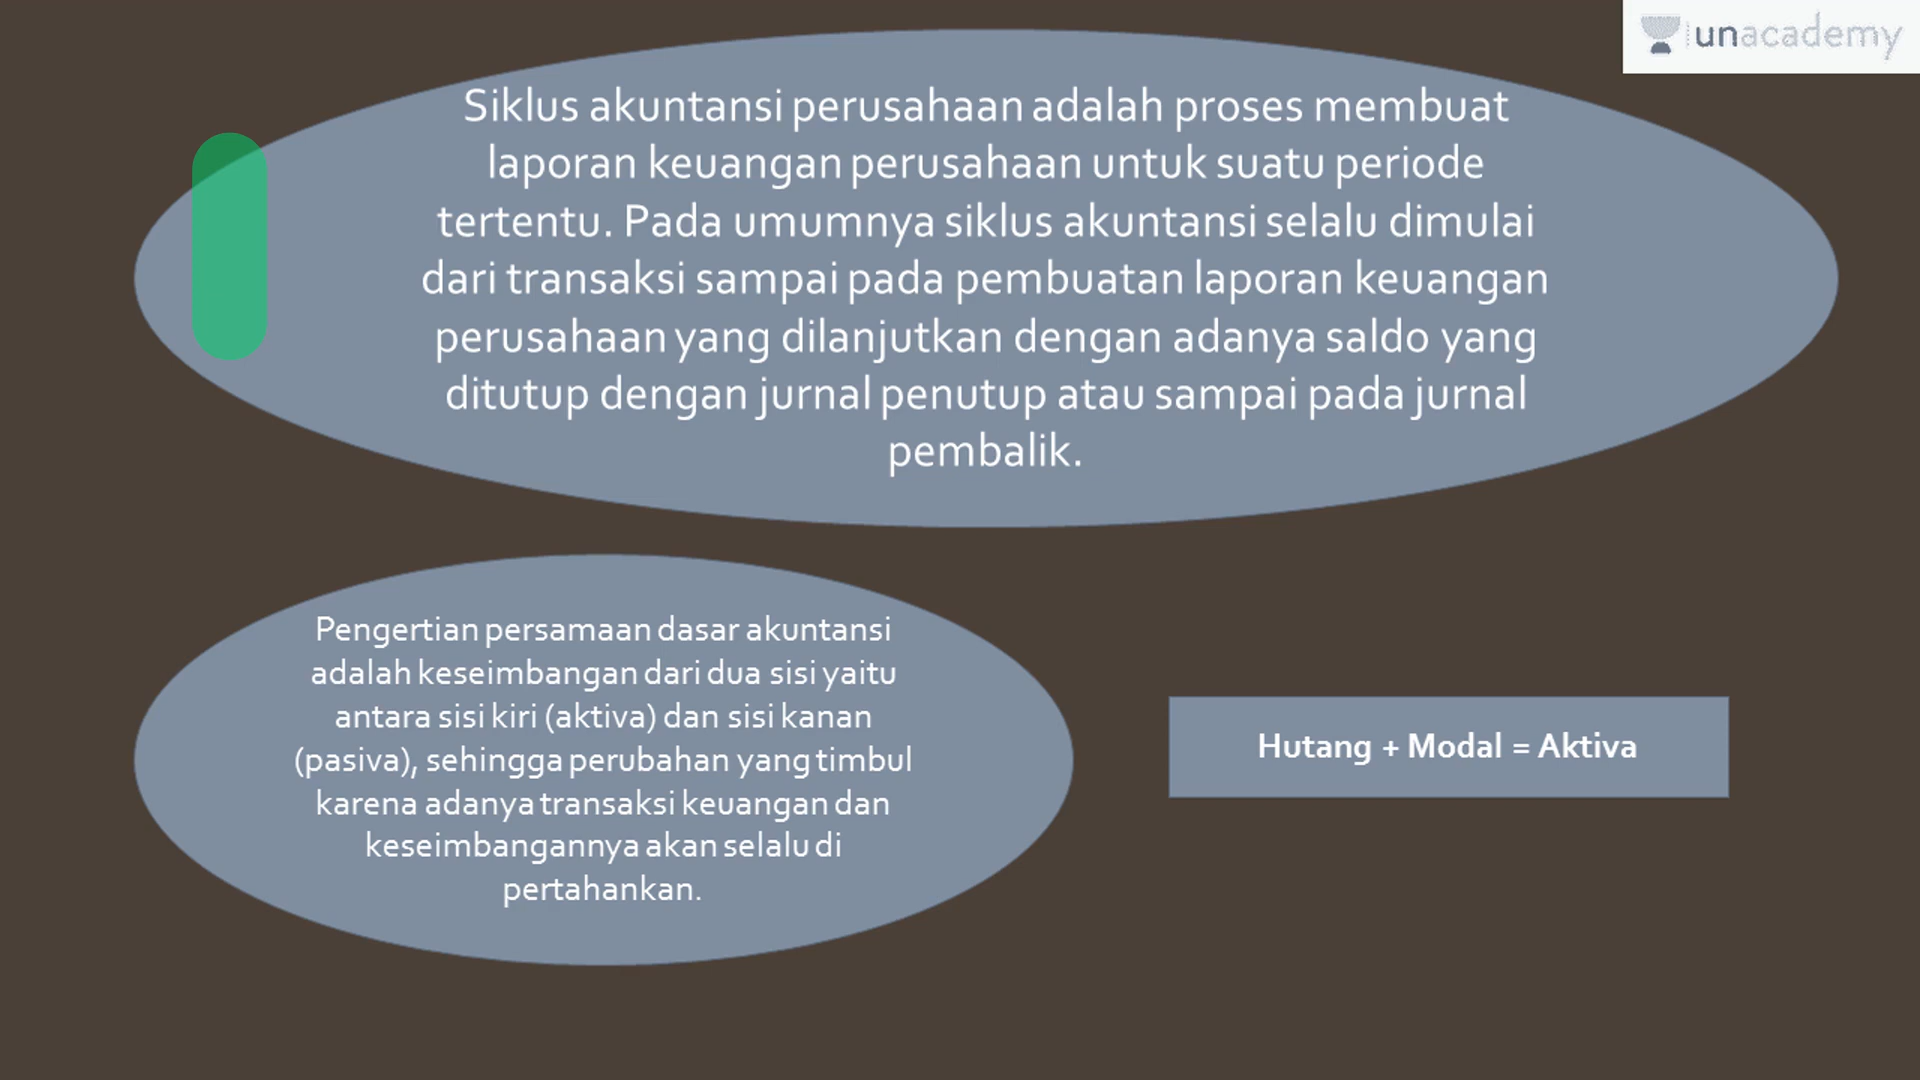 unacademy
Siklus akuntansi perusahaan adalah proses membuat
laporan keuangan perusahaan untuk suatu periode
tertentu. Pada umumnya siklus akuntansi selalu dimulai
dari transaksi sampai pada pembuatan laporan keuangan
perusahaan yang dilanjutkan dengan adanya saldo yang
ditutup dengan jurnal penutup atau sampai pada jurnal
pembalik.
Pengertian persamaan dasar akuntansi
adalah keseimbangan dari dua sisi yaitu
antara sisi kiri (aktiva) dan sisi kanan
(pasiva), sehingga perubahan yang timbul
karena adanya transaksi keuangan dan
keseimbangannya akan selalu di
pertahankan.
Hutang + Modal = Aktiva